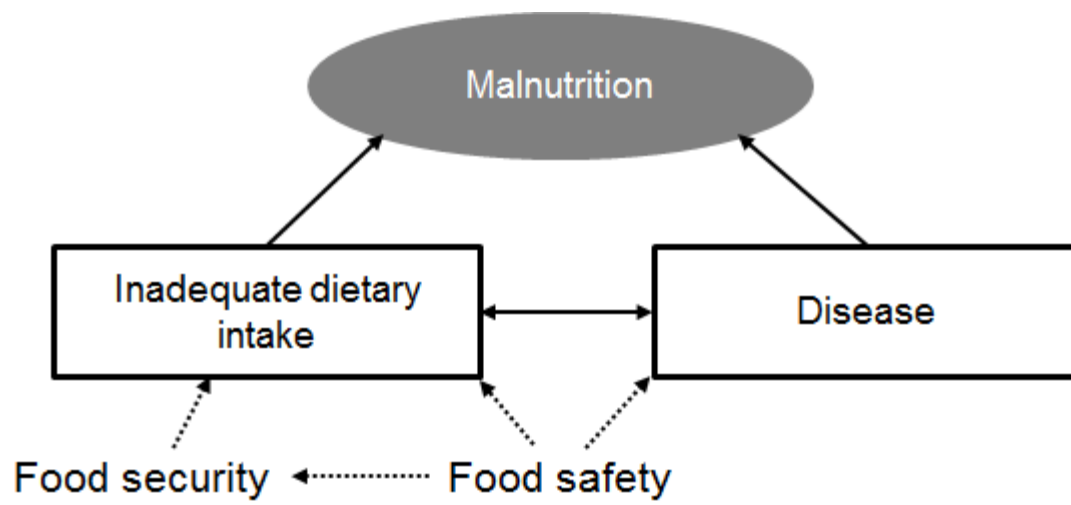 Malnutrition
Inadequate dietary
intake
Disease
Food security
Food safety